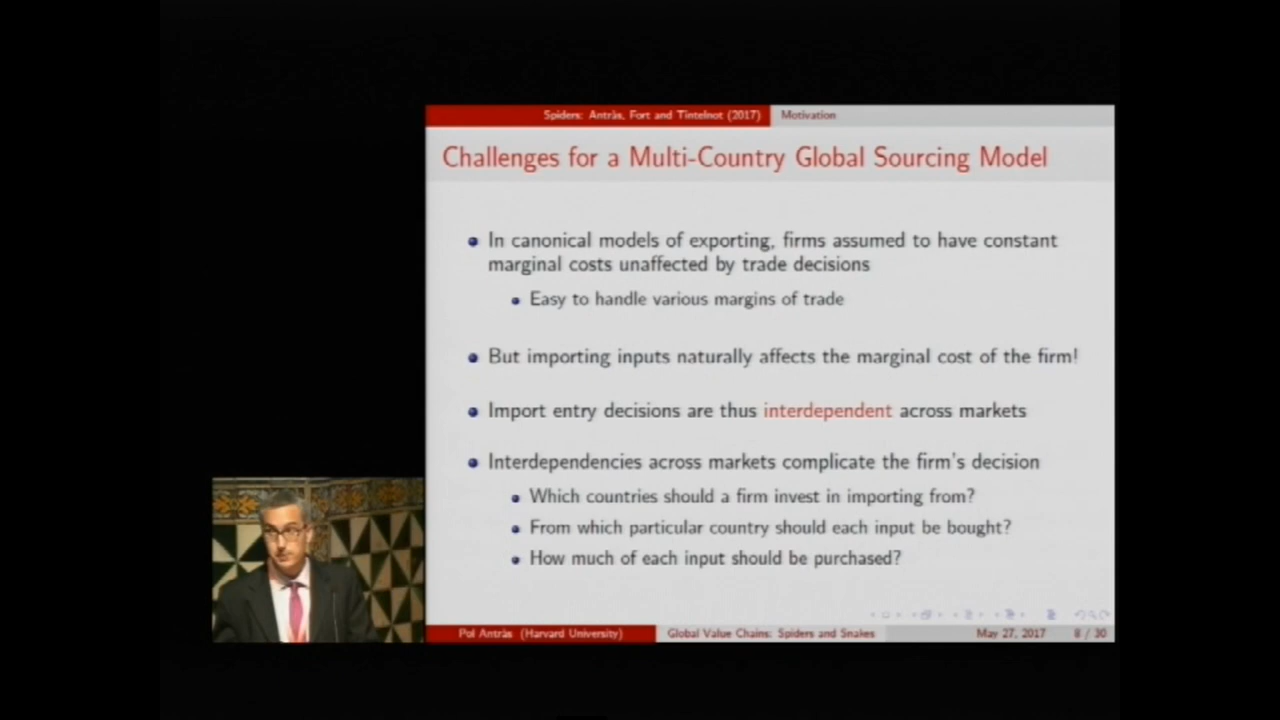 Spiders: Antràs, Fort and Tintelnot (2017) Motivation
Challenges for a Multi-Country Global Sourcing Model
In canonical models of exporting, firms assumed to have constant
marginal costs unaffected by trade decisions
Easy to handle various margins of trade
But importing inputs naturally affects the marginal cost of the firm!
Import entry decisions are thus interdependent across markets
Interdependencies across markets complicate the firm's decision
Which countries should a firm invest in importing from?
From which particular country should each input be bought?
How much of each input should be purchased?
Pol Antràs (Harvard University) Global Value Chains: Spiders and Snakes May 27, 2017 8 / 30